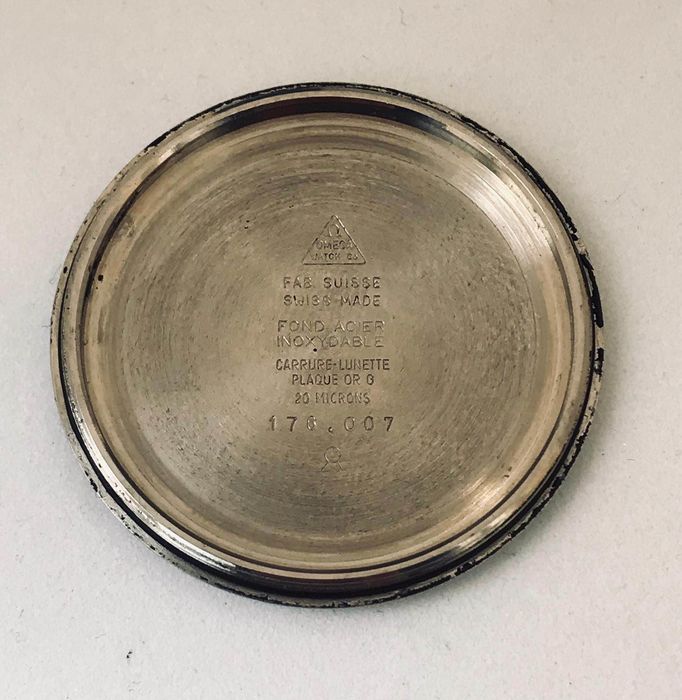 Ω
OMEGA
WATCH Co
FAB. SUISSE
SWISS MADE
FOND ACIER
INOXYDABLE
CARRURE-LUNETTE
PLAQUE OR G
20 MICRONS
176.007